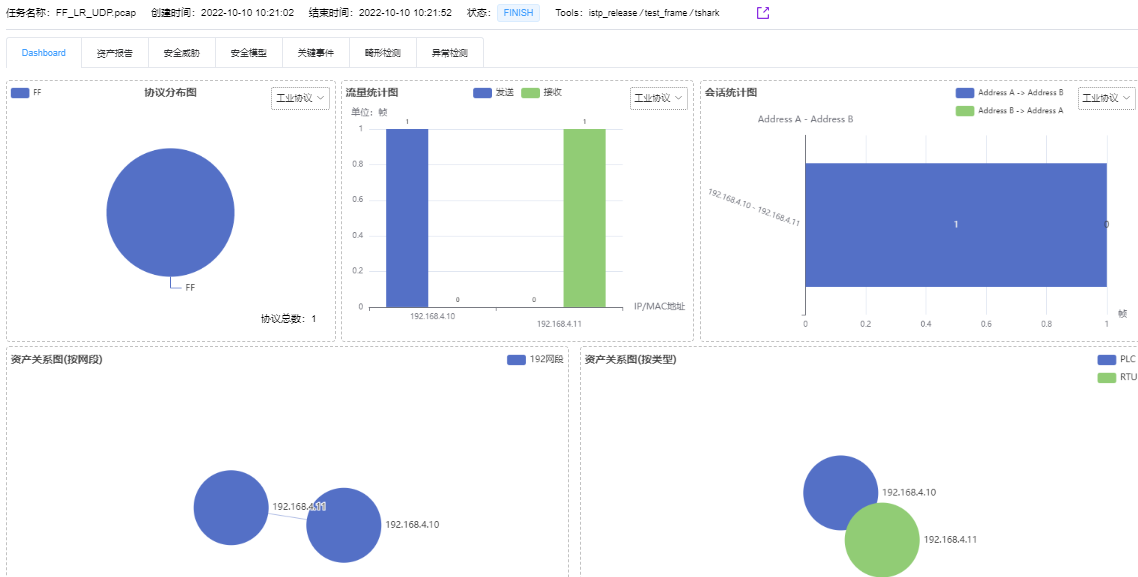 任务名称：FF_LR_UDP.pcap 创建时间：2022-10-10 10:21:02 结束时间：2022-10-10 10:21:52 状态：FINISH Tools：istp_release / test_frame / tshark
Dashboard 资产报告 安全威胁 安全模型 关键事件 畸形检测 异常检测
FF 协议分布图 工业协议
FF
协议总数：1
流量统计图 发送 接收 工业协议
单位：帧
1
0.8
0.6
0.4
0.2
0
1
0
0
1
192.168.4.10
192.168.4.11
IP/MAC地址
会话统计图 Address A -> Address B 工业协议
Address B -> Address A
Address A - Address B
192.168.4.10 - 192.168.4.11
1
0
帧
0 0.2 0.4 0.6 0.8 1
资产关系图(按网段) 192网段
192.168.4.11
192.168.4.10
资产关系图(按类型) PLC
RTU
192.168.4.10
192.168.4.11